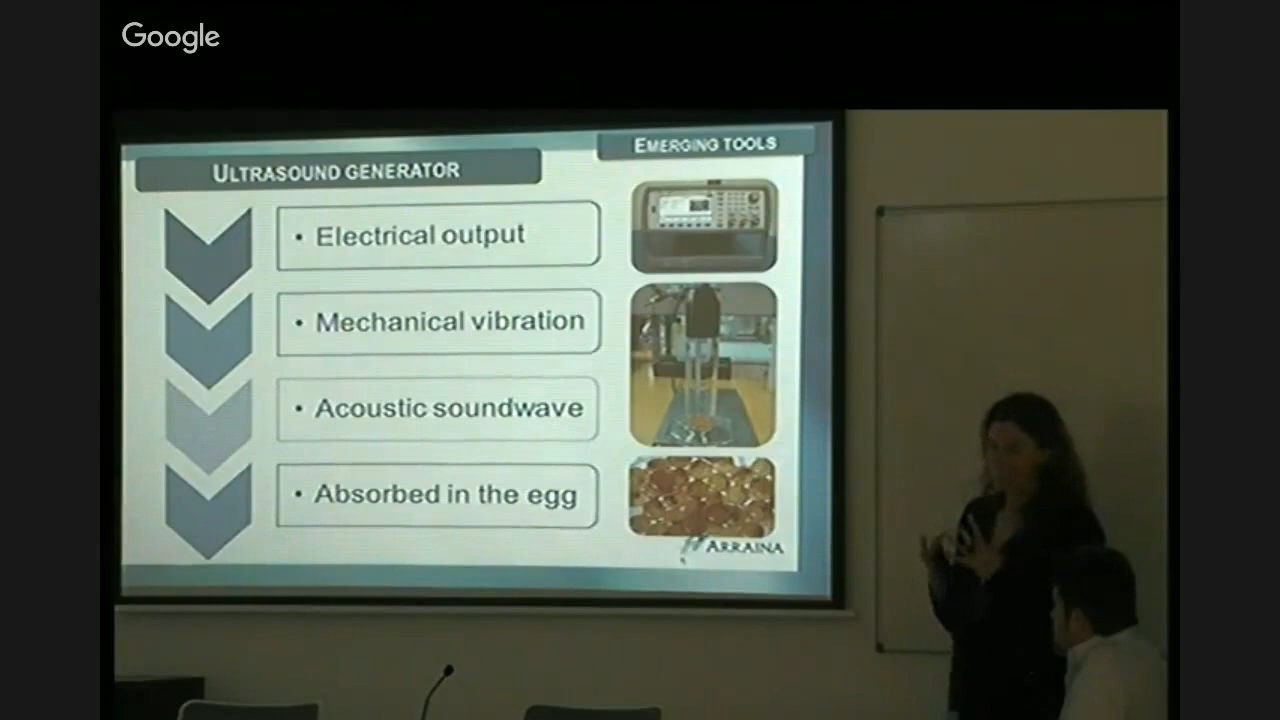 Google
EMERGING TOOLS
ULTRASOUND GENERATOR
• Electrical output
• Mechanical vibration
• Acoustic soundwave
• Absorbed in the egg
ARRAINA